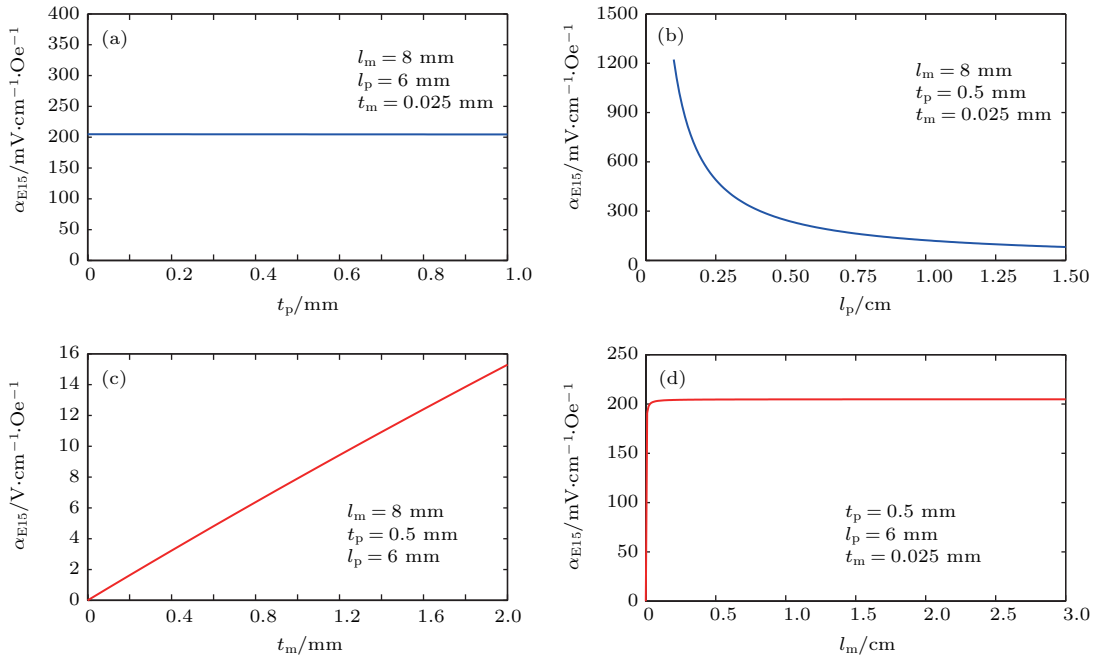 (a)
400
350
300
250
200
150
100
50
0
α_E15/mV·cm⁻¹·Oe⁻¹
l_m = 8 mm
l_p = 6 mm
t_m = 0.025 mm
0 0.2 0.4 0.6 0.8 1.0
t_p/mm
(b)
1500
1200
900
600
300
0
α_E15/mV·cm⁻¹·Oe⁻¹
l_m = 8 mm
t_p = 0.5 mm
t_m = 0.025 mm
0 0.25 0.50 0.75 1.00 1.25 1.50
l_p/cm
(c)
16
14
12
10
8
6
4
2
0
α_E15/V·cm⁻¹·Oe⁻¹
l_m = 8 mm
t_p = 0.5 mm
l_p = 6 mm
0 0.4 0.8 1.2 1.6 2.0
t_m/mm
(d)
250
200
150
100
50
0
α_E15/mV·cm⁻¹·Oe⁻¹
t_p = 0.5 mm
l_p = 6 mm
t_m = 0.025 mm
0 0.5 1.0 1.5 2.0 2.5 3.0
l_m/cm